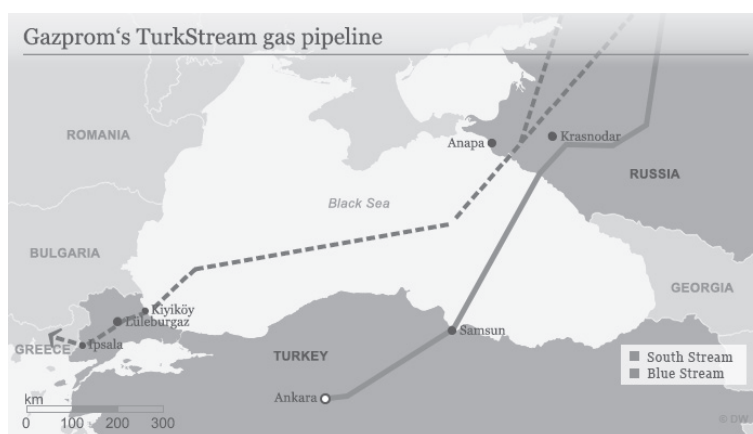 Gazprom‘s TurkStream gas pipeline
ROMANIA
Anapa
Krasnodar
RUSSIA
Black Sea
BULGARIA
GEORGIA
Kiyiköy
Lüleburgaz
Samsun
GREECE
Ipsala
TURKEY
South Stream
Blue Stream
Ankara
km
0 100 200 300
© DW